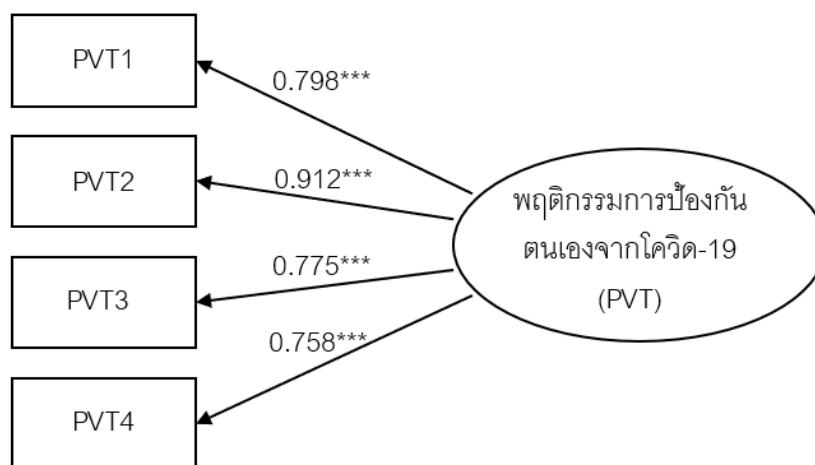 PVT1
0.798***
PVT2
0.912***
พฤติกรรมการป้องกัน
ตนเองจากโควิด-19
(PVT)
PVT3
0.775***
0.758***
PVT4